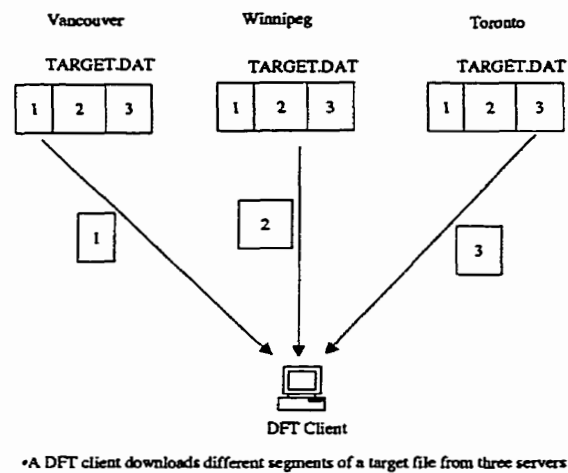 Vancouver Winnipeg Toronto
TARGET.DAT TARGET.DAT TARGET.DAT
1 2 3 1 2 3 1 2 3
1 2 3
DFT Client
•A DFT client downloads different segments of a target file from three servers